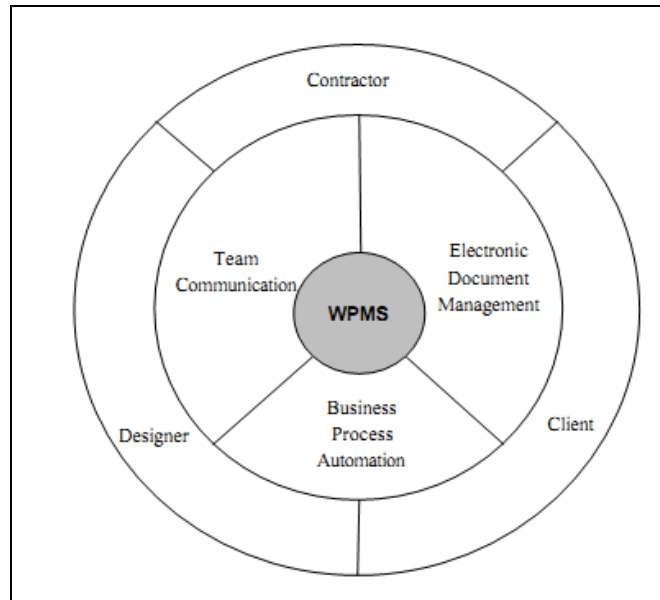 Contractor
Team
Communication
Electronic
Document
Management
WPMS
Business
Process
Automation
Designer
Client